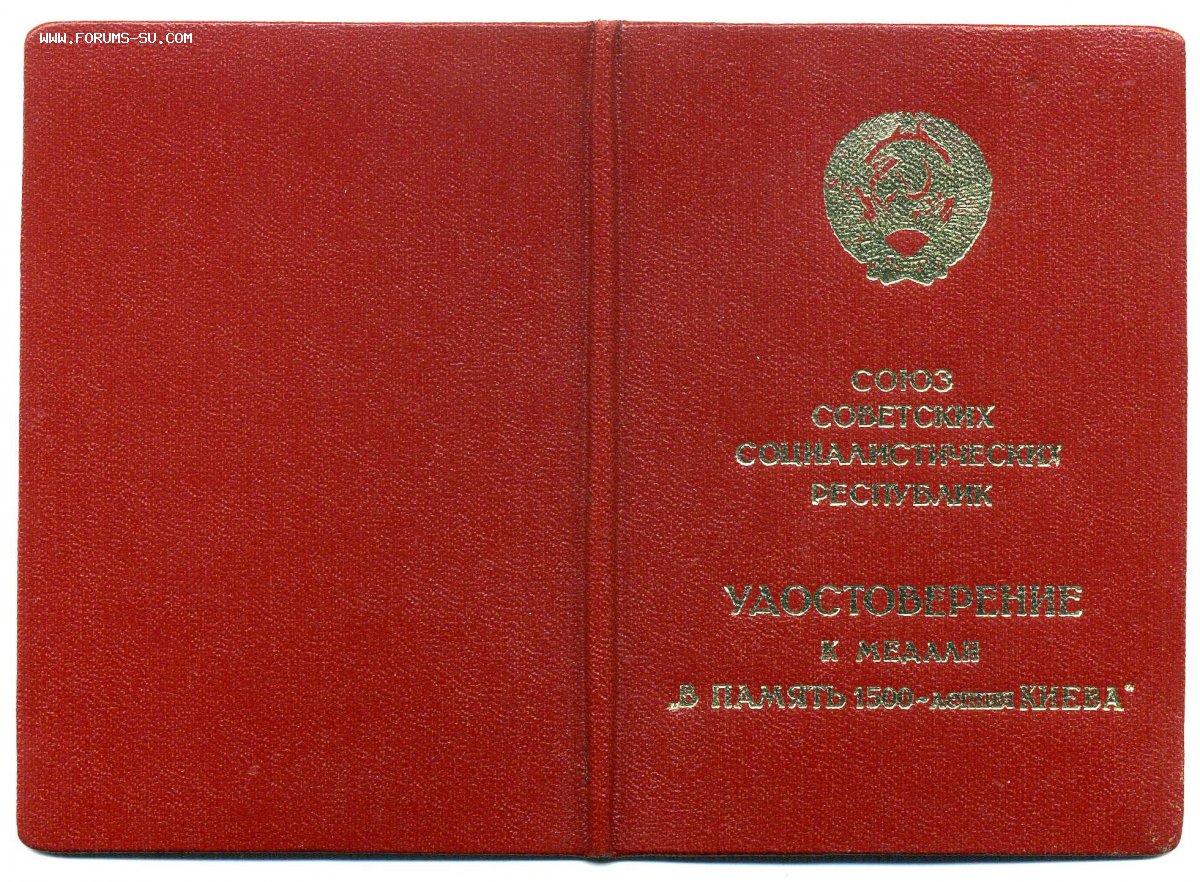 WWW.FORUMS-SU.COM
СОЮЗ
СОВЕТСКИХ
СОЦИАЛИСТИЧЕСКИХ
РЕСПУБЛИК
УДОСТОВЕРЕНИЕ
К МЕДАЛИ
„В ПАМЯТЬ 1500-летия КИЕВА“